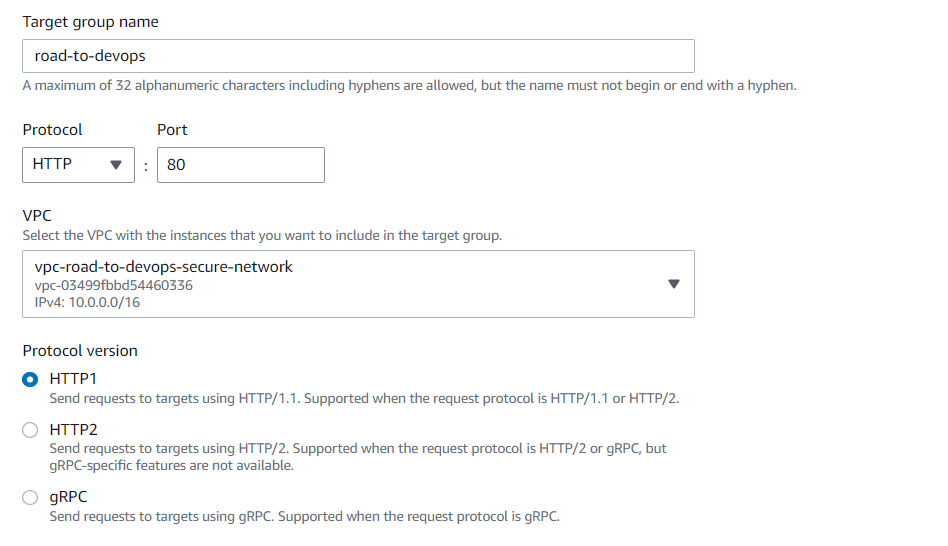 Target group name
road-to-devops
A maximum of 32 alphanumeric characters including hyphens are allowed, but the name must not begin or end with a hyphen.
Protocol Port
HTTP : 80
VPC
Select the VPC with the instances that you want to include in the target group.
vpc-road-to-devops-secure-network
vpc-03499fbbd54460336
IPv4: 10.0.0.0/16
Protocol version
HTTP1
Send requests to targets using HTTP/1.1. Supported when the request protocol is HTTP/1.1 or HTTP/2.
HTTP2
Send requests to targets using HTTP/2. Supported when the request protocol is HTTP/2 or gRPC, but
gRPC-specific features are not available.
gRPC
Send requests to targets using gRPC. Supported when the request protocol is gRPC.